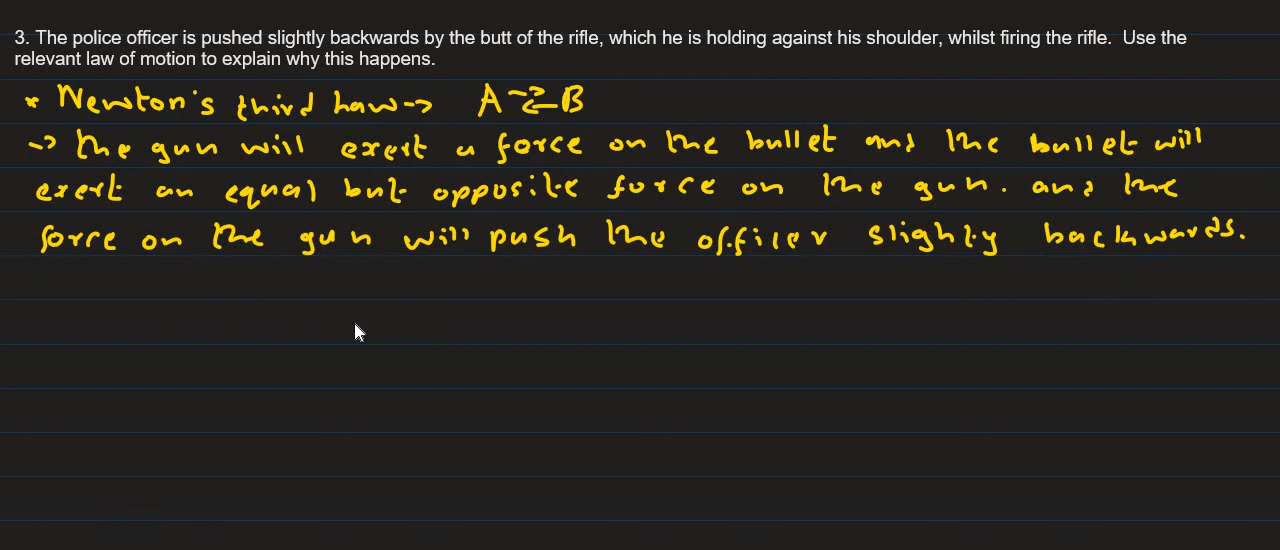 3. The police officer is pushed slightly backwards by the butt of the rifle, which he is holding against his shoulder, whilst firing the rifle. Use the
relevant law of motion to explain why this happens.
* Newton's third Law -> A ⇄ B
-> The gun will exert a force on the bullet and the bullet will
exert an equal but opposite force on the gun. and the
force on the gun will push the officer slightly backwards.